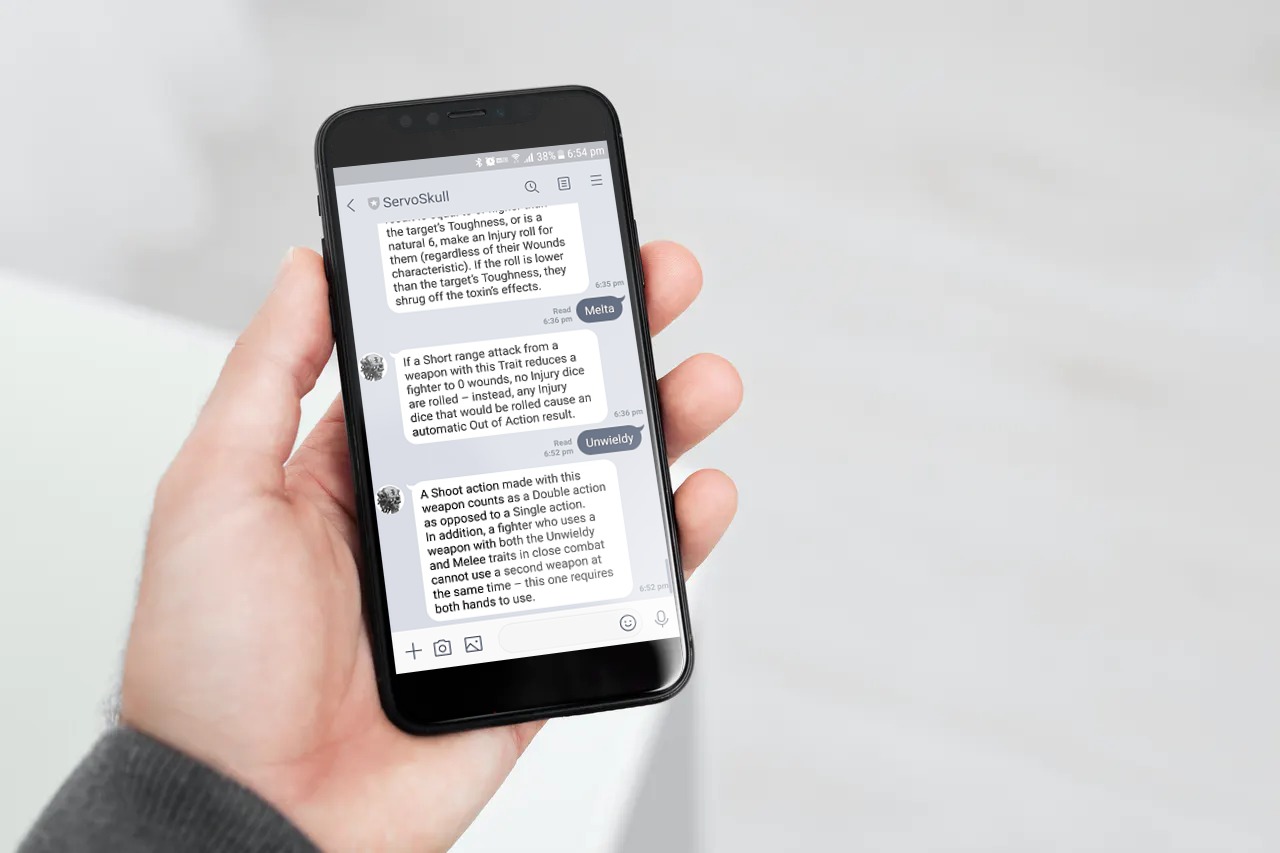 38% 6:54 pm
ServoSkull
the target's Toughness, or is a
natural 6, make an Injury roll for
them (regardless of their Wounds
characteristic). If the roll is lower
than the target's Toughness, they
shrug off the toxin's effects.
6:35 pm
Read
6:36 pm
Melta
If a Short range attack from a
weapon with this Trait reduces a
fighter to 0 wounds, no Injury dice
are rolled – instead, any Injury
dice that would be rolled cause an
automatic Out of Action result.
6:36 pm
Read
6:52 pm
Unwieldy
A Shoot action made with this
weapon counts as a Double action
as opposed to a Single action.
In addition, a fighter who uses a
weapon with both the Unwieldy
and Melee traits in close combat
cannot use a second weapon at
the same time – this one requires
both hands to use.
6:52 pm